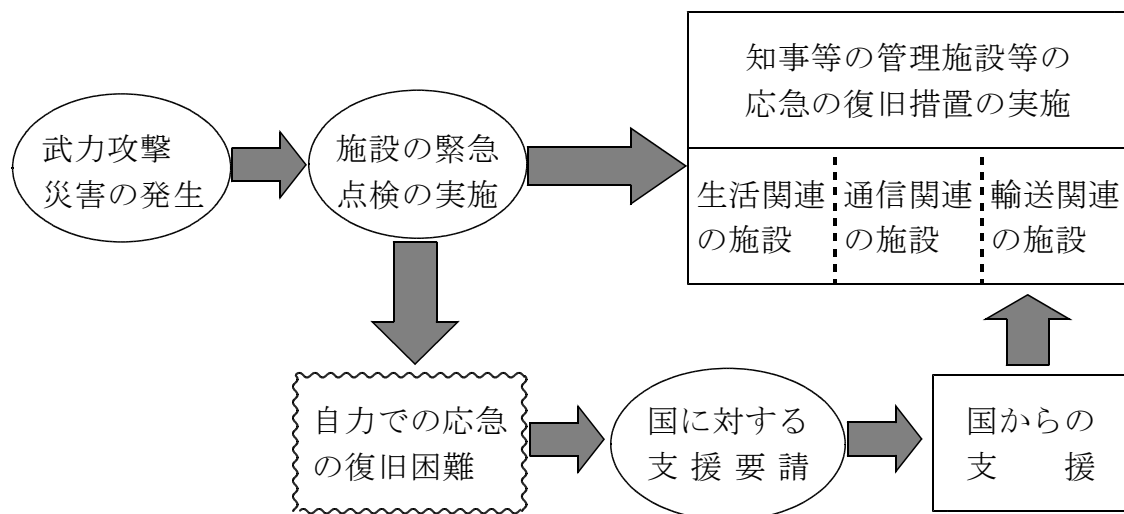 武力攻撃
災害の発生
施設の緊急
点検の実施
知事等の管理施設等の
応急の復旧措置の実施
生活関連
の施設
通信関連
の施設
輸送関連
の施設
自力での応急
の復旧困難
国に対する
支援要請
国からの
支　　援